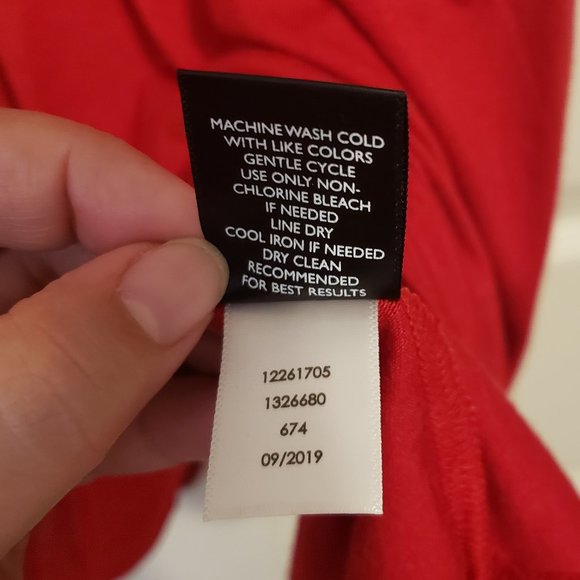 MACHINE WASH COLD
WITH LIKE COLORS
GENTLE CYCLE
USE ONLY NON-
CHLORINE BLEACH
IF NEEDED
LINE DRY
COOL IRON IF NEEDED
DRY CLEAN
RECOMMENDED
FOR BEST RESULTS
12261705
1326680
674
09/2019